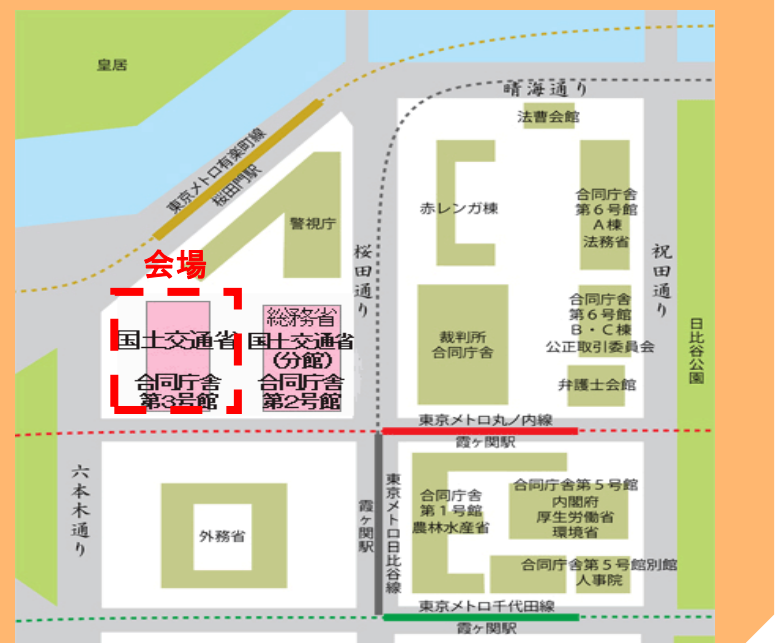 皇居
晴海通り
法曹会館
東京メトロ有楽町線
桜田門駅
赤レンガ棟
合同庁舎
第6号館
A棟
法務省
警視庁
桜田通り
祝田通り
会場
国土交通省
合同庁舎
第3号館
総務省
国土交通省
(分館)
合同庁舎
第2号館
裁判所
合同庁舎
合同庁舎
第6号館
B・C棟
公正取引委員会
弁護士会館
日比谷公園
東京メトロ丸ノ内線
霞ヶ関駅
六本木通り
外務省
霞ヶ関駅
東京メトロ日比谷線
合同庁舎
第1号館
農林水産省
合同庁舎第5号館
内閣府
厚生労働省
環境省
合同庁舎第5号館別館
人事院
東京メトロ千代田線
霞ヶ関駅